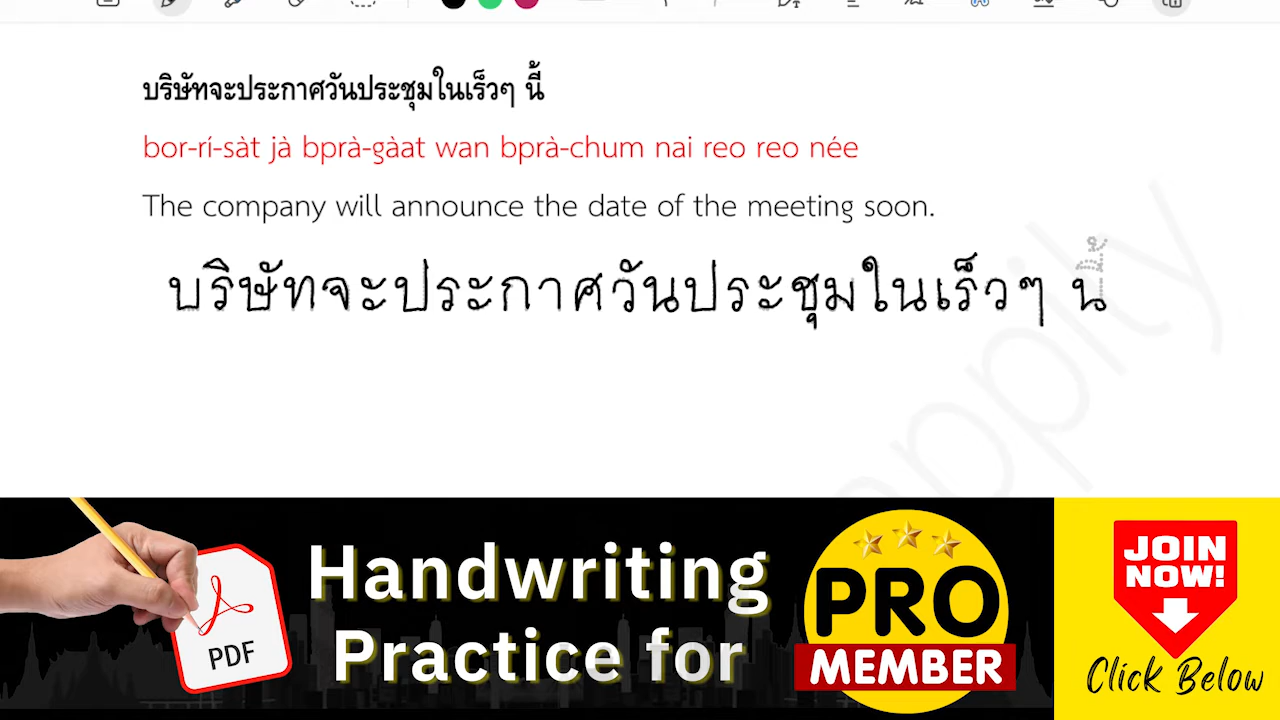 บริษัทจะประกาศวันประชุมในเร็วๆ นี้
bor-rí-sàt jà bprà-gàat wan bprà-chum nai reo reo née
The company will announce the date of the meeting soon.
บริษัทจะประกาศวันประชุมในเร็วๆ นี้
Handwriting
Practice for
PDF
PRO
MEMBER
JOIN
NOW!
Click Below